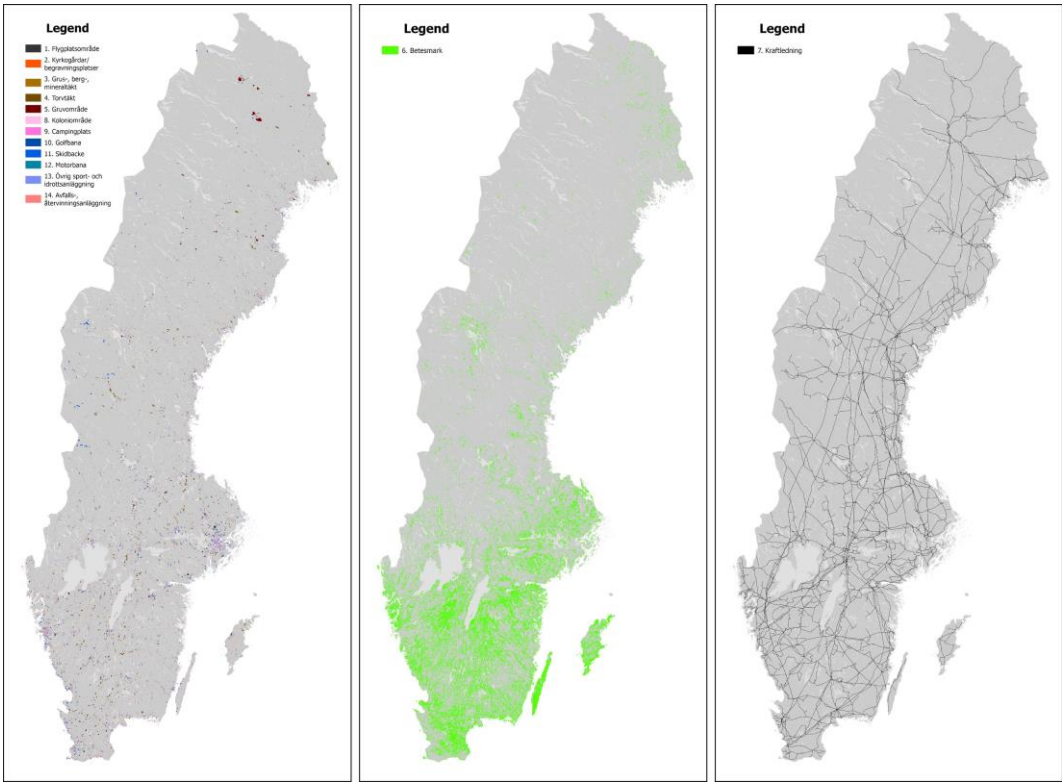 Legend
1. Flygplatsområde
2. Kyrkogårdar/
begravningsplatser
3. Grus-, berg-,
mineraltäkt
4. Torvtäkt
5. Gruvområde
8. Koloniområde
9. Campingplats
10. Golfbana
11. Skidbacke
12. Motorbana
13. Övrig sport- och
idrottsanläggning
14. Avfalls-,
återvinningsanläggning
Legend
6. Betesmark
Legend
7. Kraftledning